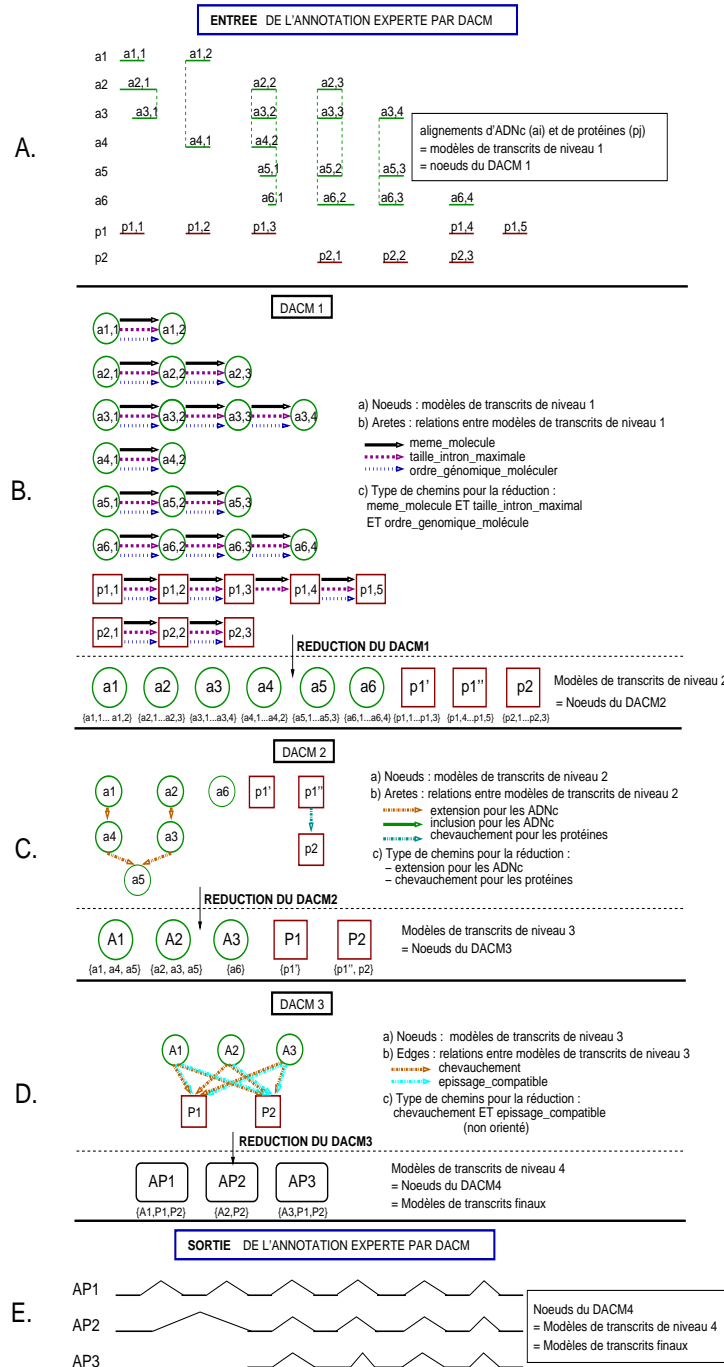 ENTREE DE L'ANNOTATION EXPERTE PAR DACM
A.
a1 a1,1 a1,2
a2 a2,1 a2,2 a2,3
a3 a3,1 a3,2 a3,3 a3,4
a4 a4,1 a4,2
a5 a5,1 a5,2 a5,3
a6 a6,1 a6,2 a6,3 a6,4
p1 p1,1 p1,2 p1,3 p1,4 p1,5
p2 p2,1 p2,2 p2,3
alignements d'ADNc (ai) et de protéines (pj)
= modèles de transcrits de niveau 1
= noeuds du DACM 1
DACM 1
B.
a1,1 a1,2
a2,1 a2,2 a2,3
a3,1 a3,2 a3,3 a3,4
a4,1 a4,2
a5,1 a5,2 a5,3
a6,1 a6,2 a6,3 a6,4
p1,1 p1,2 p1,3 p1,4 p1,5
p2,1 p2,2 p2,3
a) Noeuds : modèles de transcrits de niveau 1
b) Aretes : relations entre modèles de transcrits de niveau 1
meme_molecule
taille_intron_maximale
ordre_génomique_moléculer
c) Type de chemins pour la réduction :
meme_molecule ET taille_intron_maximal
ET ordre_genomique_molécule
REDUCTION DU DACM1
a1 a2 a3 a4 a5 a6 p1' p1'' p2
{a1,1... a1,2} {a2,1...a2,3} {a3,1...a3,4} {a4,1...a4,2} {a5,1...a5,3} {a6,1...a6,4} {p1,1...p1,3} {p1,4...p1,5} {p2,1...p2,3}
Modèles de transcrits de niveau 2
= Noeuds du DACM2
DACM 2
C.
a1 a2 a6 p1' p1''
a4 a3 p2
a5
a) Noeuds : modèles de transcrits de niveau 2
b) Aretes : relations entre modèles de transcrits de niveau 2
extension pour les ADNc
inclusion pour les ADNc
chevauchement pour les protéines
c) Type de chemins pour la réduction :
– extension pour les ADNc
– chevauchement pour les protéines
REDUCTION DU DACM2
A1 A2 A3 P1 P2
{a1, a4, a5} {a2, a3, a5} {a6} {p1'} {p1'', p2}
Modèles de transcrits de niveau 3
= Noeuds du DACM3
DACM 3
D.
A1 A2 A3
P1 P2
a) Noeuds : modèles de transcrits de niveau 3
b) Edges : relations entre modèles de transcrits de niveau 3
chevauchement
epissage_compatible
c) Type de chemins pour la réduction :
chevauchement ET epissage_compatible
(non orienté)
REDUCTION DU DACM3
AP1 AP2 AP3
{A1,P1,P2} {A2,P2} {A3,P1,P2}
Modèles de transcrits de niveau 4
= Noeuds du DACM4
= Modèles de transcrits finaux
SORTIE DE L'ANNOTATION EXPERTE PAR DACM
E.
AP1
AP2
AP3
Noeuds du DACM4
= Modèles de transcrits de niveau 4
= Modèles de transcrits finaux